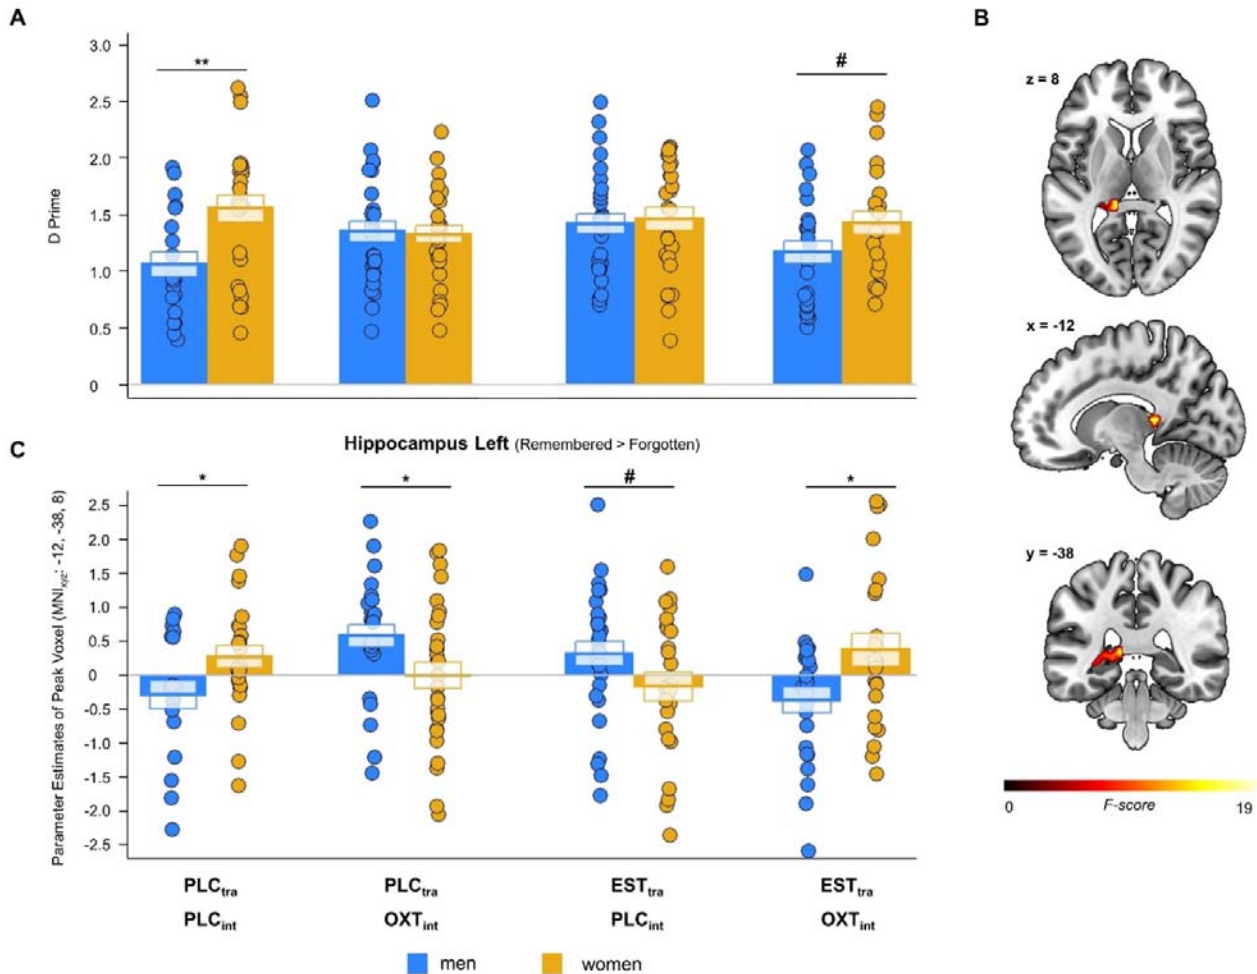 A
D Prime
3.0
2.5
2.0
1.5
1.0
0.5
0
**
#
B
z = 8
x = -12
y = -38
0
F-score
19
C
Hippocampus Left (Remembered > Forgotten)
Parameter Estimates of Peak Voxel (MNIxyz: -12, -38, 8)
2.5
2.0
1.5
1.0
0.5
0
-0.5
-1.0
-1.5
-2.0
-2.5
*
*
#
*
PLCtra
PLCint
PLCtra
OXTint
ESTtra
PLCint
ESTtra
OXTint
men
women